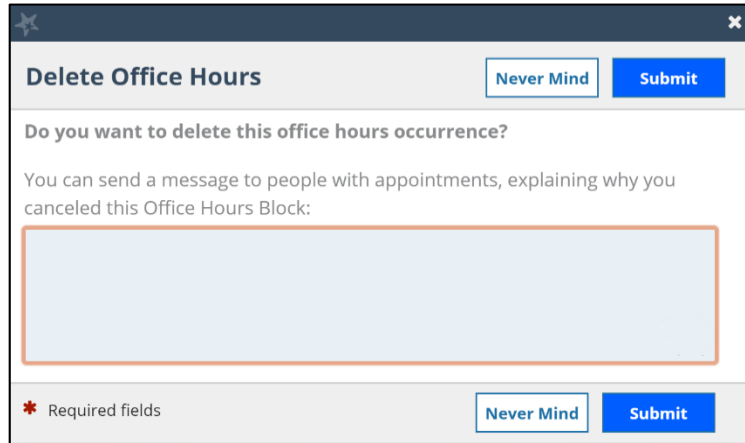 Delete Office Hours
Never Mind
Submit
Do you want to delete this office hours occurrence?
You can send a message to people with appointments, explaining why you
canceled this Office Hours Block:
* Required fields
Never Mind
Submit